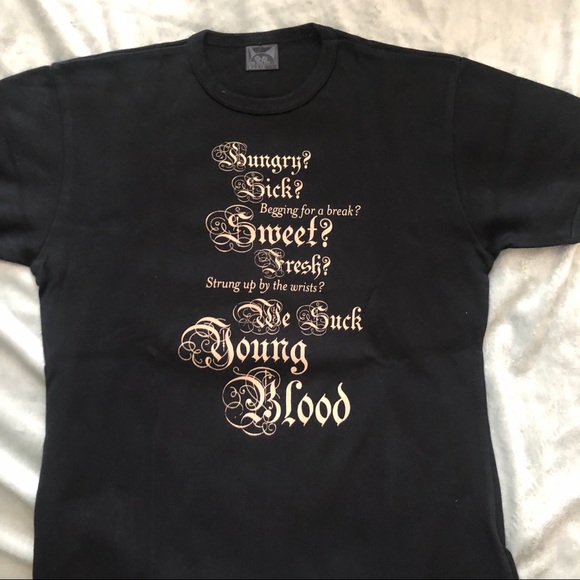 Hungry?
Sick?
Begging for a break?
Sweet?
Fresh?
Strung up by the wrists?
We Suck
Young
Blood